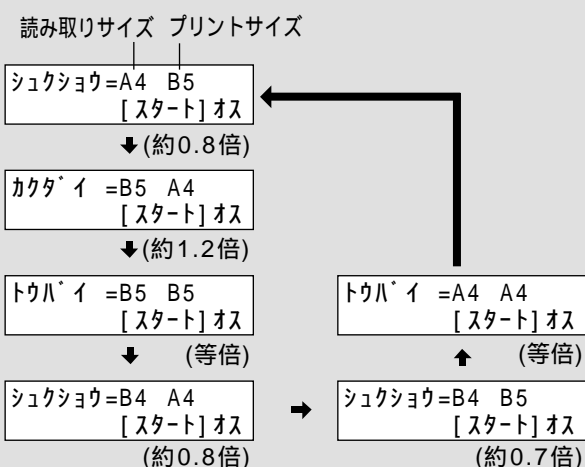 読み取りサイズ プリントサイズ
シュクショウ=A4 B5
[スタート]オス
(約0.8倍)
カクダイ =B5 A4
[スタート]オス
(約1.2倍)
トウバイ =B5 B5
[スタート]オス
(等倍)
シュクショウ=B4 A4
[スタート]オス
(約0.8倍)
シュクショウ=B4 B5
[スタート]オス
(約0.7倍)
トウバイ =A4 A4
[スタート]オス
(等倍)